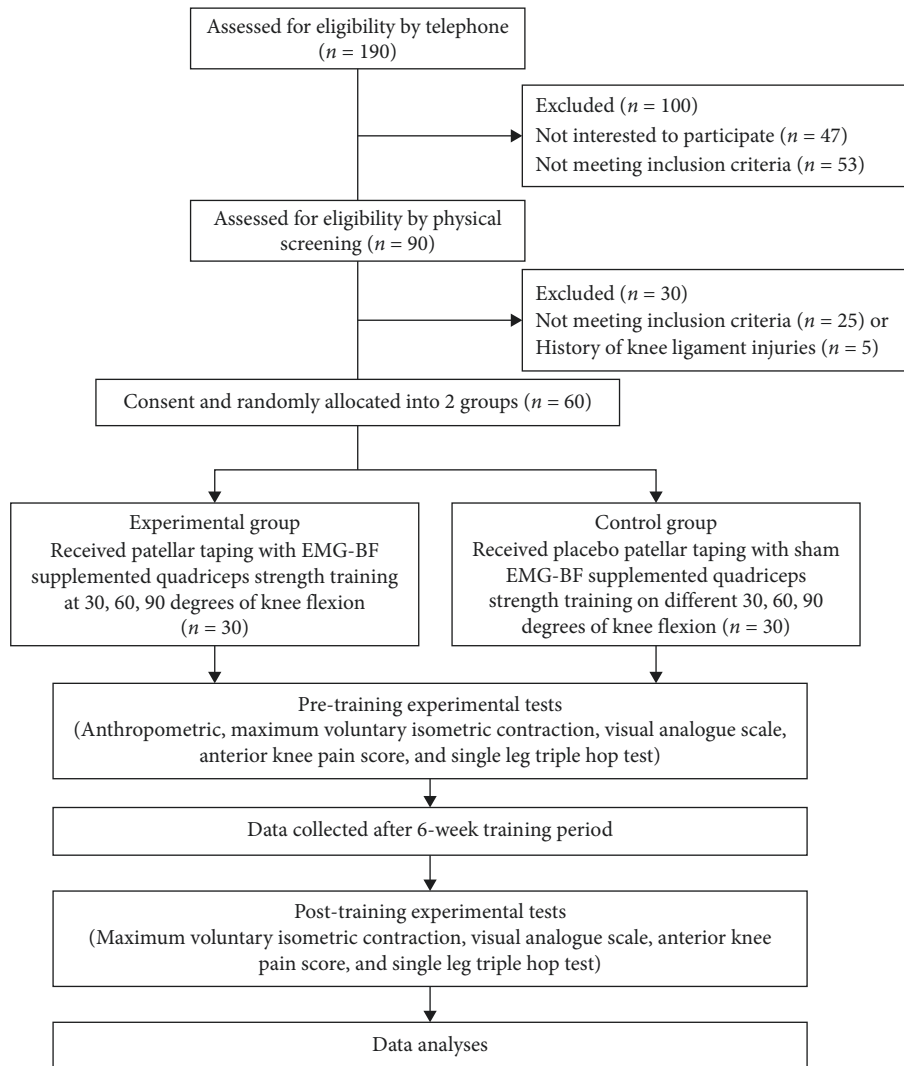 Assessed for eligibility by telephone
(n = 190)
Excluded (n = 100)
Not interested to participate (n = 47)
Not meeting inclusion criteria (n = 53)
Assessed for eligibility by physical
screening (n = 90)
Excluded (n = 30)
Not meeting inclusion criteria (n = 25) or
History of knee ligament injuries (n = 5)
Consent and randomly allocated into 2 groups (n = 60)
Experimental group
Received patellar taping with EMG-BF
supplemented quadriceps strength training
at 30, 60, 90 degrees of knee flexion
(n = 30)
Control group
Received placebo patellar taping with sham
EMG-BF supplemented quadriceps
strength training on different 30, 60, 90
degrees of knee flexion (n = 30)
Pre-training experimental tests
(Anthropometric, maximum voluntary isometric contraction, visual analogue scale,
anterior knee pain score, and single leg triple hop test)
Data collected after 6-week training period
Post-training experimental tests
(Maximum voluntary isometric contraction, visual analogue scale, anterior knee
pain score, and single leg triple hop test)
Data analyses